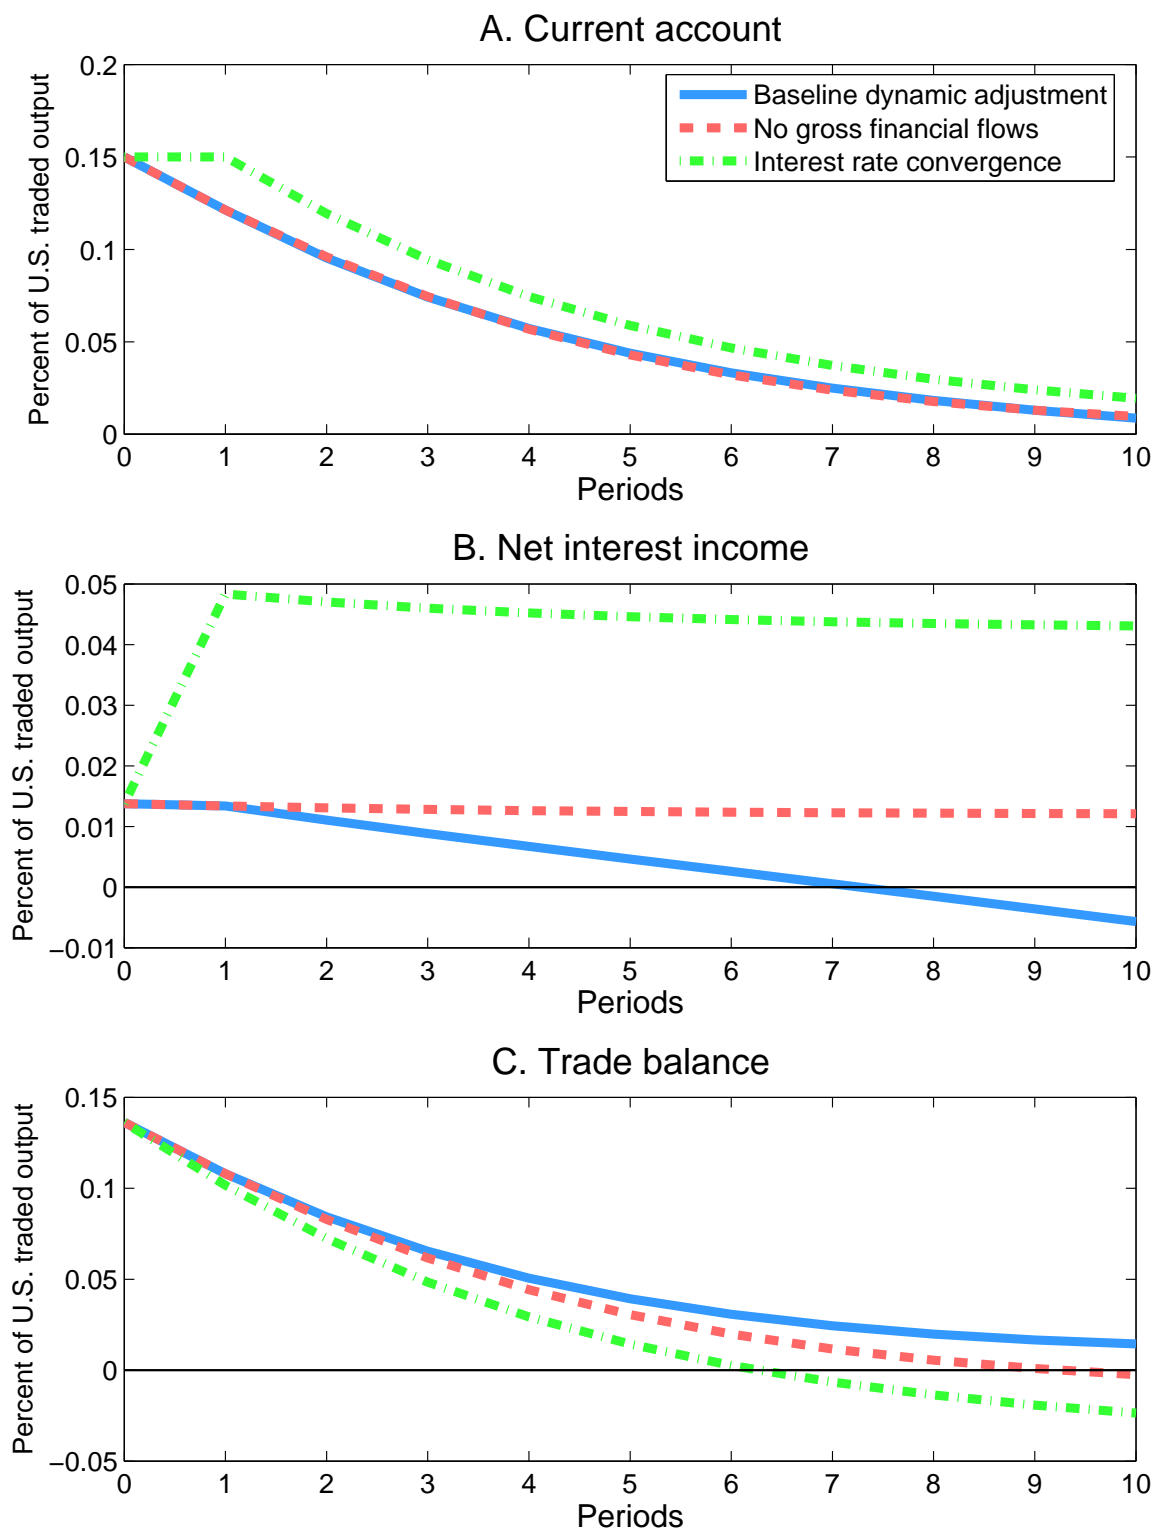 A. Current account
Percent of U.S. traded output
0.2
0.15
0.1
0.05
0
Baseline dynamic adjustment
No gross financial flows
Interest rate convergence
0 1 2 3 4 5 6 7 8 9 10
Periods
B. Net interest income
Percent of U.S. traded output
0.05
0.04
0.03
0.02
0.01
0
−0.01
0 1 2 3 4 5 6 7 8 9 10
Periods
C. Trade balance
Percent of U.S. traded output
0.15
0.1
0.05
0
−0.05
0 1 2 3 4 5 6 7 8 9 10
Periods